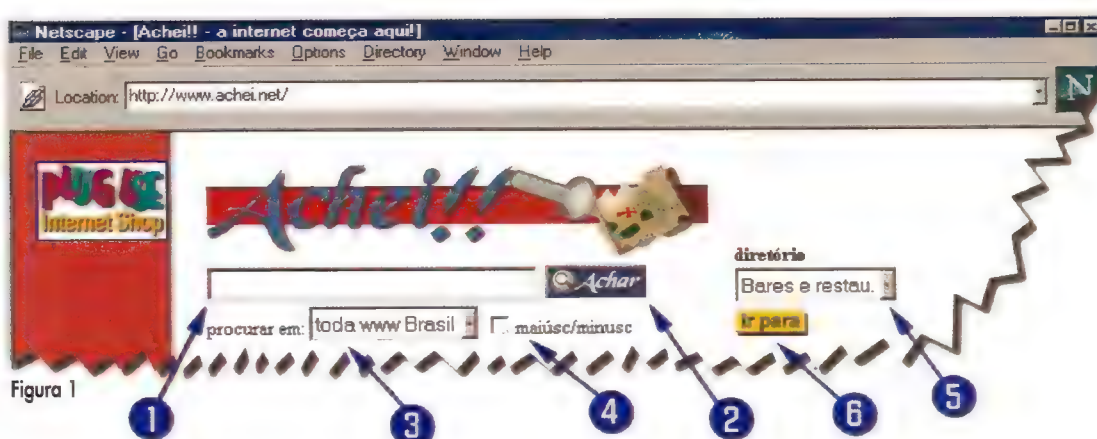 Netscape - [Achei!! - a internet começa aqui!]
File Edit View Go Bookmarks Options Directory Window Help
Location: http://www.achei.net/
N
PLUG USE
Internet Shop
Achei!!
Achar
diretório
Bares e restau.
procurar em: toda www Brasil maiúsc/minusc
ir para
Figura 1
1 3 4 2 6 5